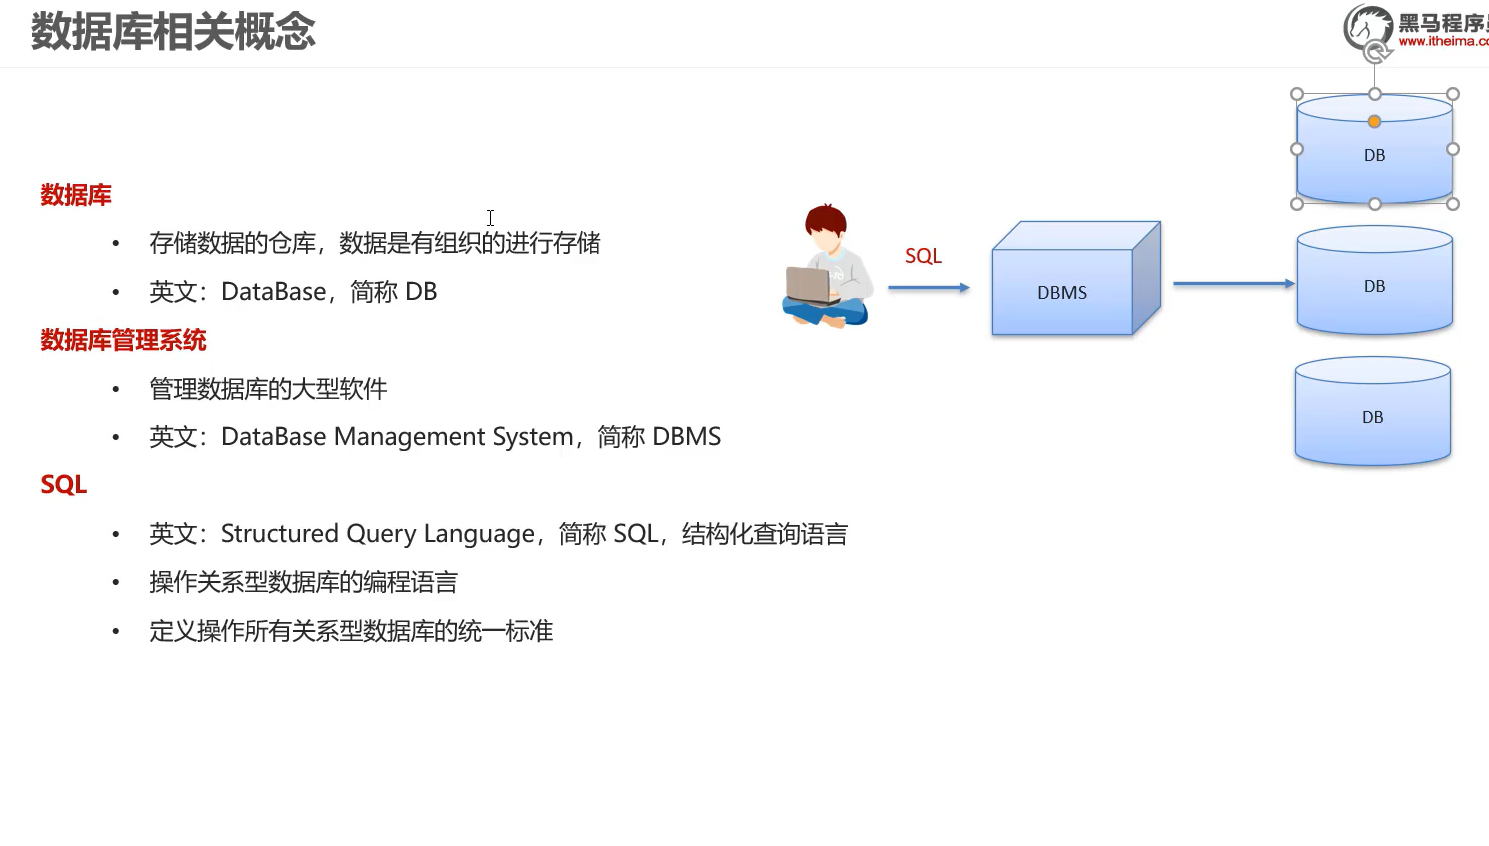 数据库相关概念
黑马程序员
www.itheima.co
数据库
• 存储数据的仓库，数据是有组织的进行存储
• 英文：DataBase，简称 DB
数据库管理系统
• 管理数据库的大型软件
• 英文：DataBase Management System，简称 DBMS
SQL
• 英文：Structured Query Language，简称 SQL，结构化查询语言
• 操作关系型数据库的编程语言
• 定义操作所有关系型数据库的统一标准
SQL
DBMS
DB
DB
DB